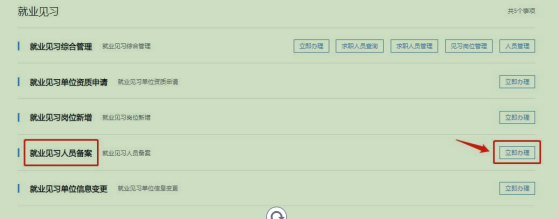 就业见习 共5个事项
就业见习综合管理 就业见习综合管理 立即办理 求职人员查询 求职人员管理 见习岗位管理 人员管理
就业见习单位资质申请 就业见习单位资质申请 立即办理
就业见习岗位新增 就业见习岗位新增 立即办理
就业见习人员备案 就业见习人员备案 立即办理
就业见习单位信息变更 就业见习单位信息变更 立即办理